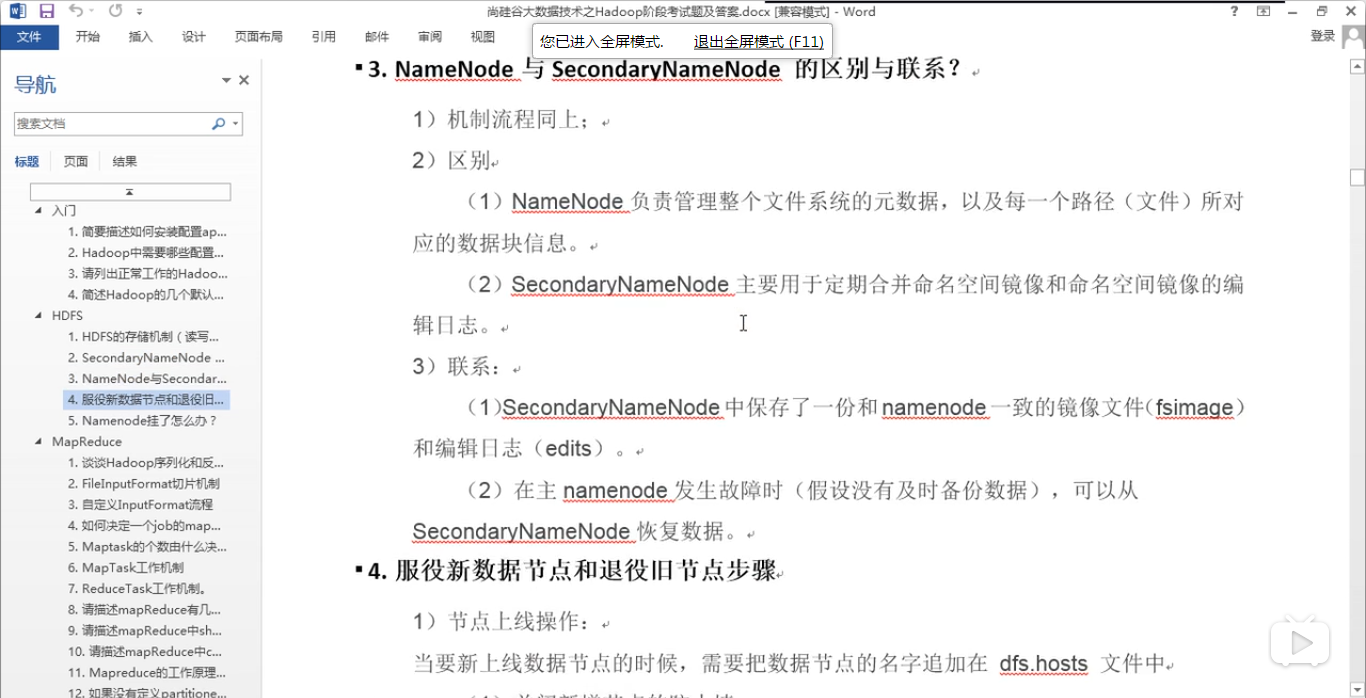 尚硅谷大数据技术之Hadoop阶段考试题及答案.docx [兼容模式] - Word
文件 开始 插入 设计 页面布局 引用 邮件 审阅 视图 登录
您已进入全屏模式. 退出全屏模式 (F11)
导航
搜索文档
标题 页面 结果
入门
1. 简要描述如何安装配置ap...
2. Hadoop中需要哪些配置...
3. 请列出正常工作的Hadoo...
4. 简述Hadoop的几个默认...
HDFS
1. HDFS的存储机制（读写...
2. SecondaryNameNode ...
3. NameNode与Secondar...
4. 服役新数据节点和退役旧...
5. Namenode挂了怎么办？
MapReduce
1. 谈谈Hadoop序列化和反...
2. FileInputFormat切片机制
3. 自定义InputFormat流程
4. 如何决定一个job的map...
5. Maptask的个数由什么决...
6. MapTask工作机制
7. ReduceTask工作机制。
8. 请描述mapReduce有几...
9. 请描述mapReduce中sh...
10. 请描述mapReduce中c...
11. Mapreduce的工作原理...
12. 如果没有定义partitione...
3. NameNode 与 SecondaryNameNode 的区别与联系？
1）机制流程同上；
2）区别
（1）NameNode 负责管理整个文件系统的元数据，以及每一个路径（文件）所对
应的数据块信息。
（2）SecondaryNameNode 主要用于定期合并命名空间镜像和命名空间镜像的编
辑日志。
3）联系：
（1)SecondaryNameNode 中保存了一份和 namenode 一致的镜像文件(fsimage）
和编辑日志（edits）。
（2）在主 namenode 发生故障时（假设没有及时备份数据），可以从
SecondaryNameNode 恢复数据。
4. 服役新数据节点和退役旧节点步骤
1）节点上线操作：
当要新上线数据节点的时候，需要把数据节点的名字追加在 dfs.hosts 文件中